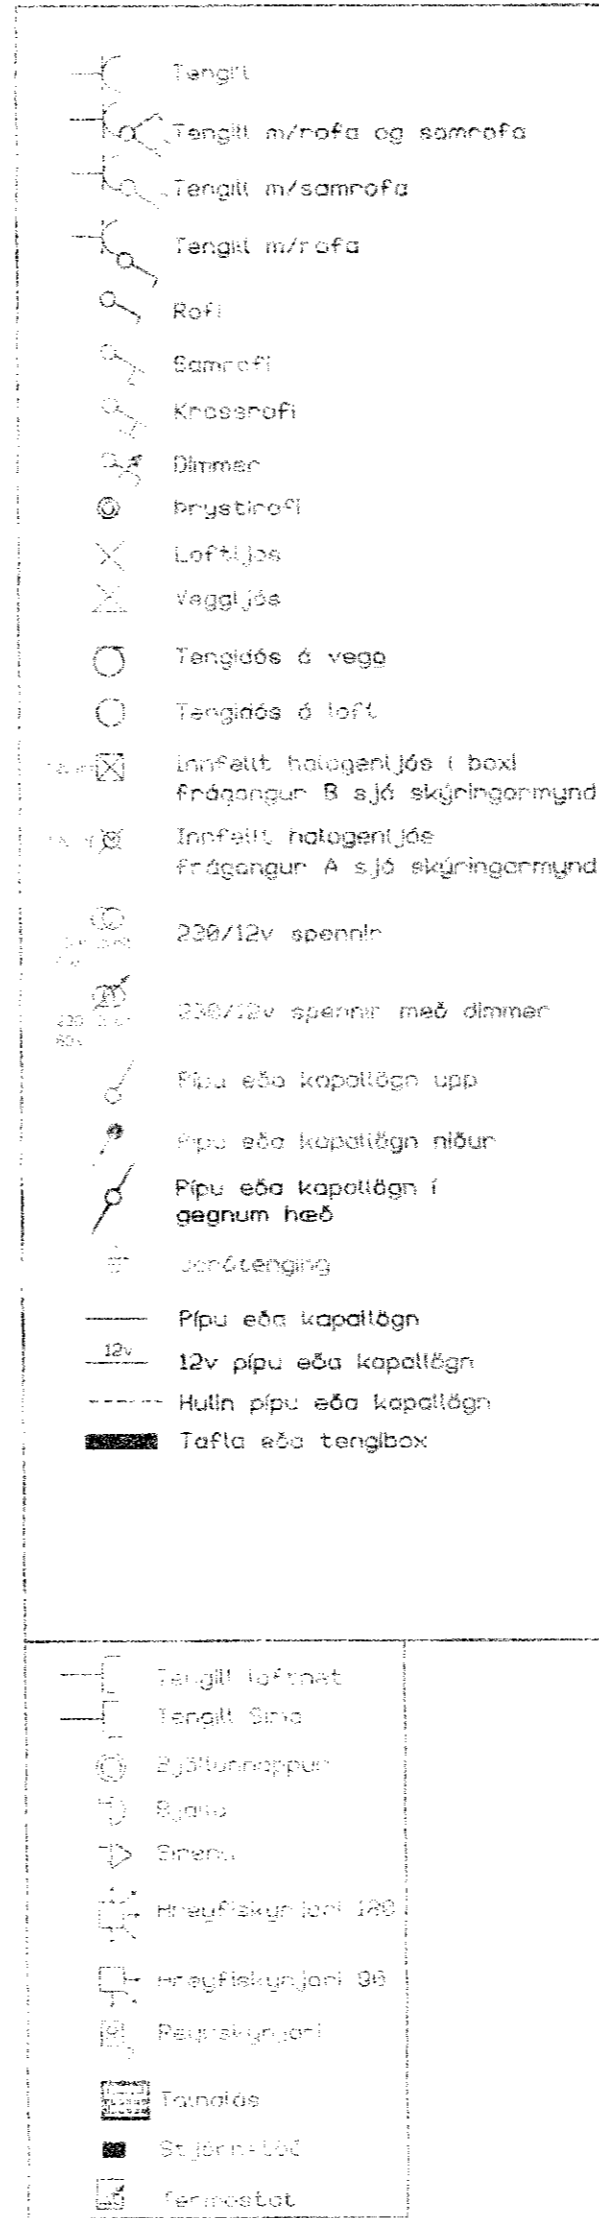 Tengill
Tengill m/rofa og samrofa
Tengill m/samrofa
Tengill m/rofa
Rofi
Samrofi
Krossrofi
Dimmer
Þrystirofi
Loftljós
Veggljós
Tengidós á vegg
Tengidós á loft
Innfellt halogenljós í boxi
frágangur B sjá skýringarmynd
Innfellt halogenljós
frágangur A sjá skýringarmynd
230/12v spennir
230/12v spennir með dimmer
Pípu eða kapallögn upp
Pípu eða kapallögn niður
Pípu eða kapallögn í
gegnum hæð
Jarðtenging
Pípu eða kapallögn
12v
12v pípu eða kapallögn
Hulin pípu eða kapallögn
Tafla eða tengibox
Tengill loftnet
Tengill Síma
Bjölluhnappur
Bjalla
Sírena
Hreyfiskynjari 180
Hreyfiskynjari 90
Reykskynjari
Talnalás
Stjórnstöð
Termostat